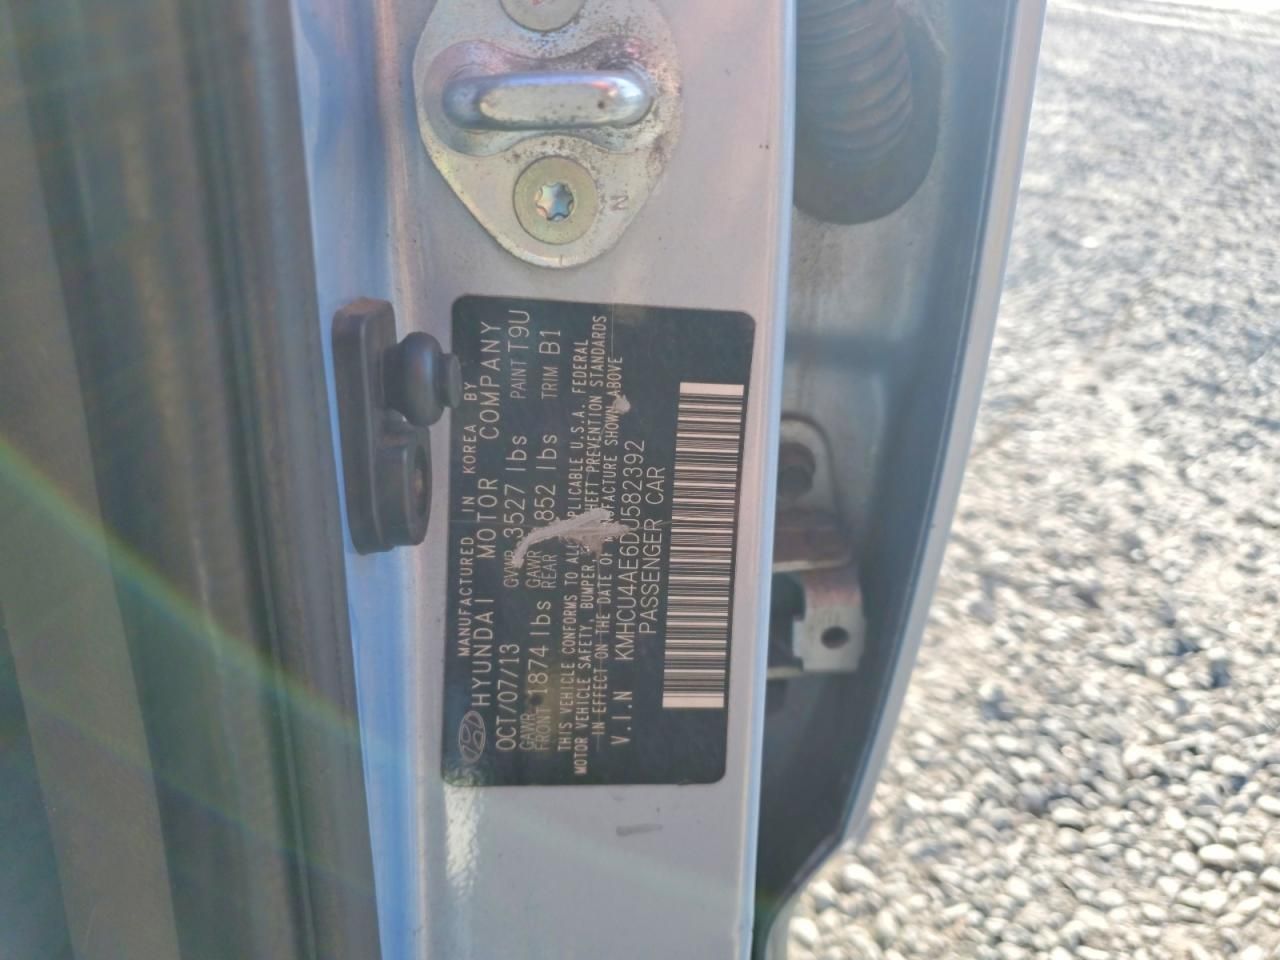 MANUFACTURED IN KOREA BY
HYUNDAI MOTOR COMPANY
OCT/07/13 GVWR 3527 lbs PAINT T9U
GAWR FRONT 1874 lbs GAWR REAR 1852 lbs TRIM B1
THIS VEHICLE CONFORMS TO ALL APPLICABLE U.S.A. FEDERAL
MOTOR VEHICLE SAFETY, BUMPER, THEFT PREVENTION STANDARDS
IN EFFECT ON THE DATE OF MANUFACTURE SHOWN ABOVE
V.I.N KMHCU4AE6DU582392
PASSENGER CAR
N